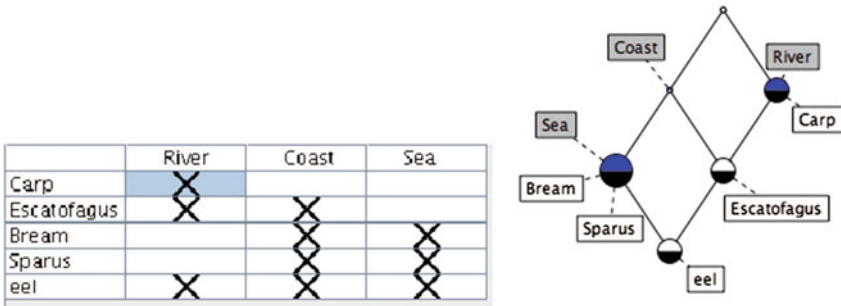 River Coast Sea
Carp
Escatofagus
Bream
Sparus
eel
Coast
River
Carp
Sea
Bream
Sparus
Escatofagus
eel